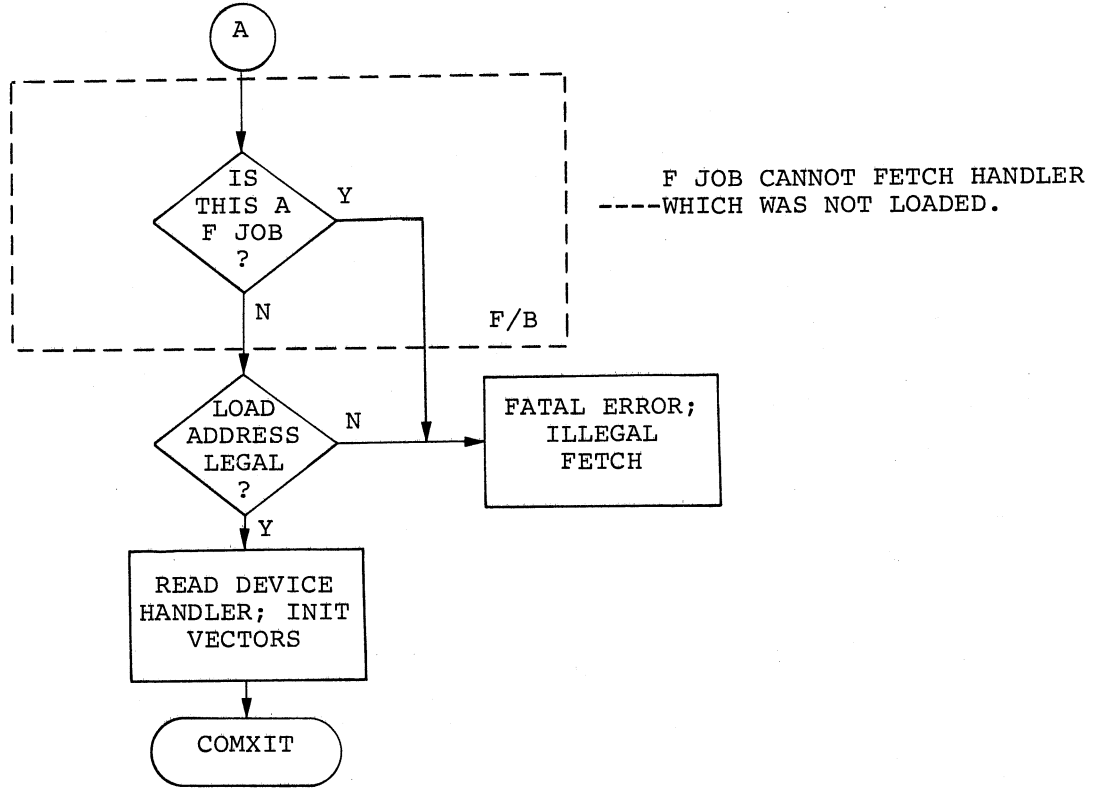 A
IS
THIS A
F JOB
?
Y
F JOB CANNOT FETCH HANDLER
----WHICH WAS NOT LOADED.
N
F/B
LOAD
ADDRESS
LEGAL
?
N
FATAL ERROR;
ILLEGAL
FETCH
Y
READ DEVICE
HANDLER; INIT
VECTORS
COMXIT